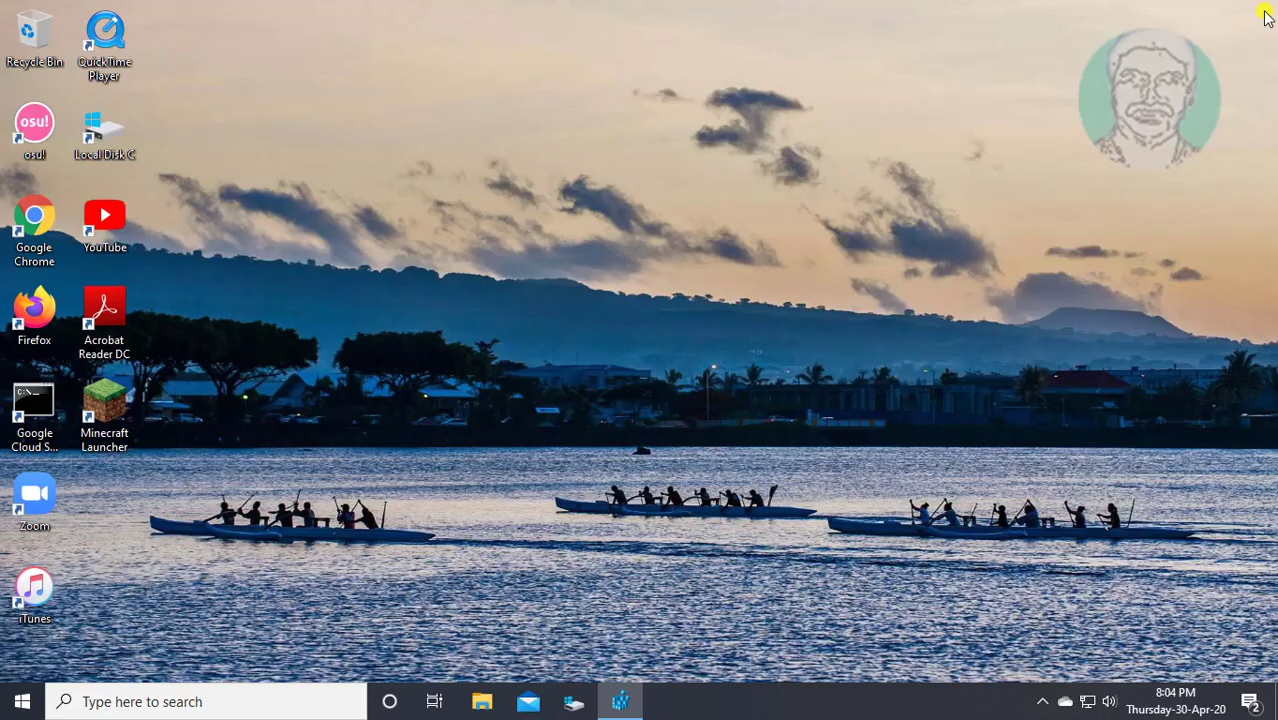 Recycle Bin
QuickTime
Player
osu!
osu!
Local Disk C
Google
Chrome
YouTube
Firefox
Acrobat
Reader DC
C:\_
Google
Cloud S...
Minecraft
Launcher
Zoom
iTunes
Type here to search
8:04 PM
Thursday-30-Apr-20
2